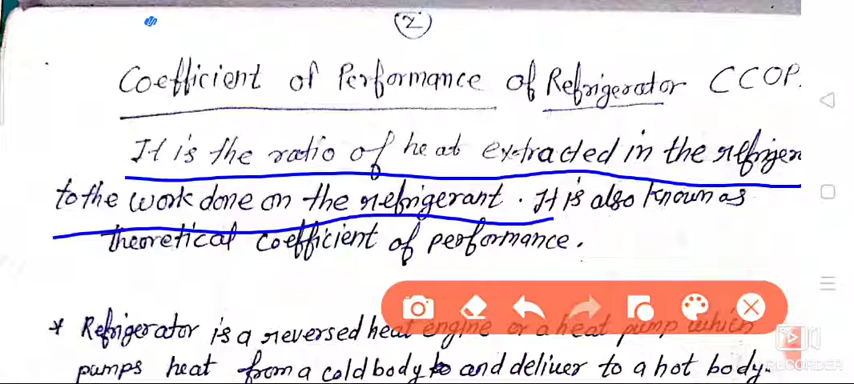 2
Coefficient of Performance of Refrigerator CCOP.
It is the ratio of heat extracted in the refriger
to the work done on the refrigerant. It is also known as
theoretical coefficient of performance.
* Refrigerator is a reversed heat engine or a heat pump which
pumps heat from a cold body to and deliver to a hot body.
RECORDER